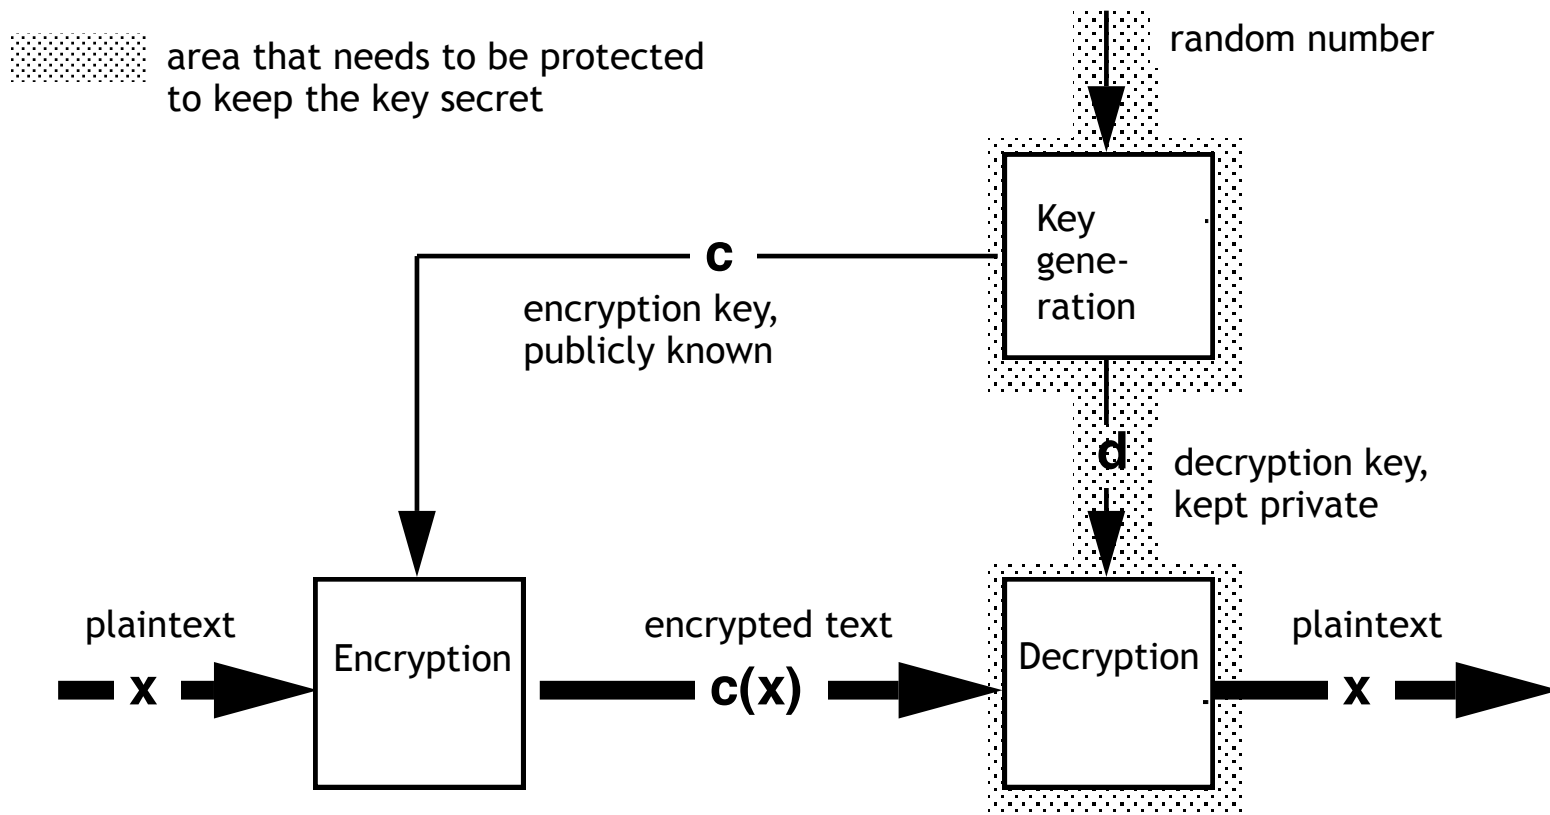 area that needs to be protected
to keep the key secret
random number
Key
gene-
ration
c
encryption key,
publicly known
d
decryption key,
kept private
plaintext
x
Encryption
encrypted text
c(x)
Decryption
plaintext
x